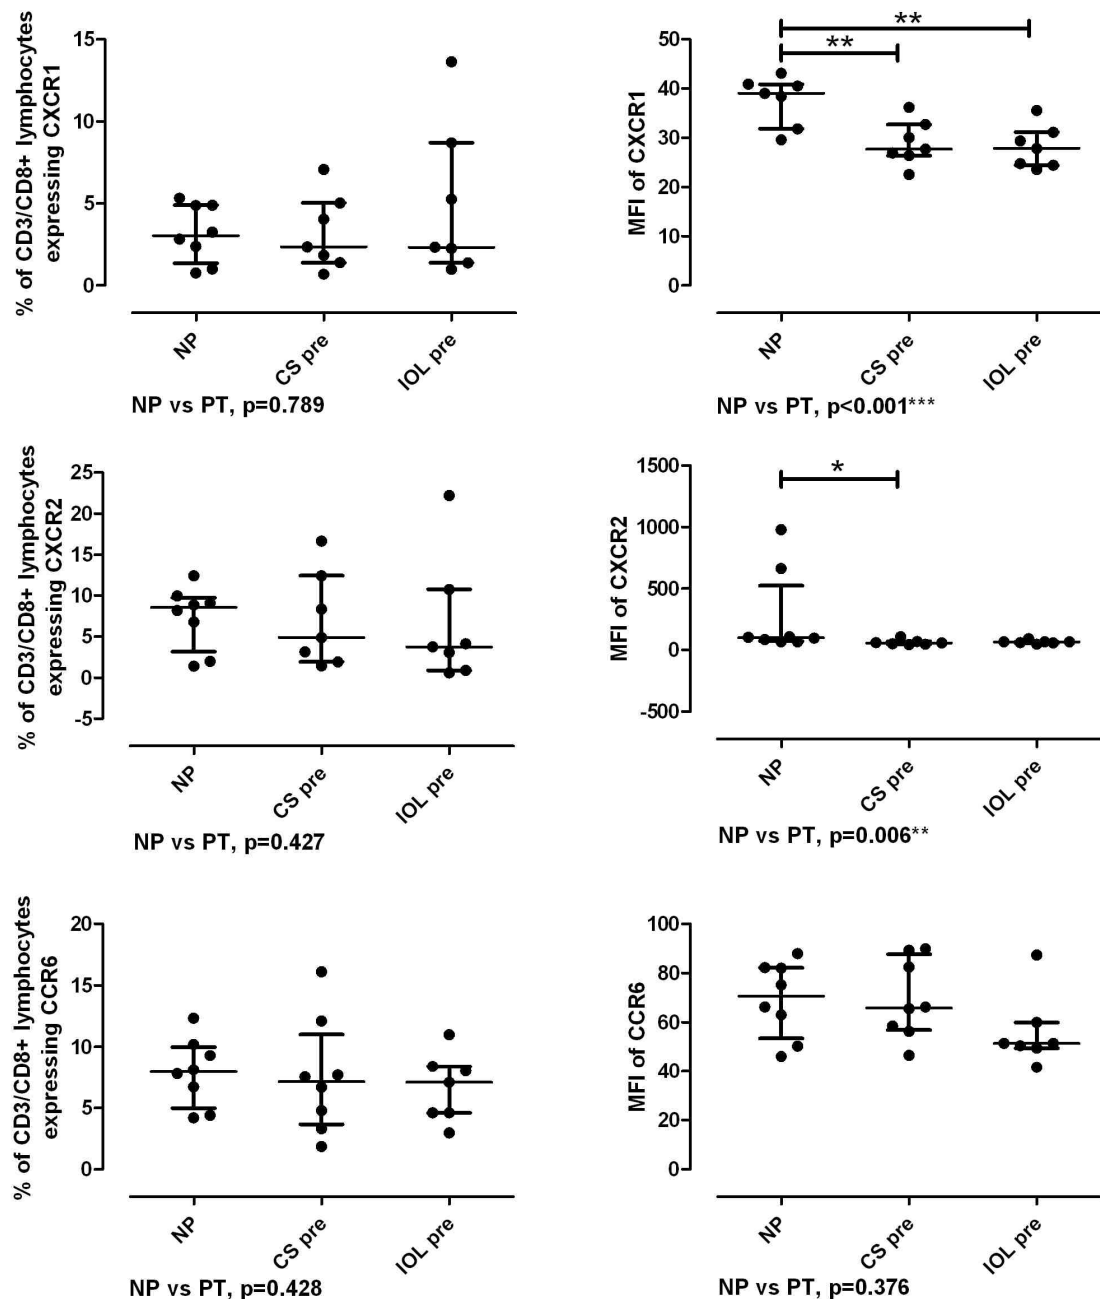 % of CD3/CD8+ lymphocytes
expressing CXCR1
15
10
5
0
NP
CS pre
IOL pre
NP vs PT, p=0.789
MFI of CXCR1
50
40
30
20
10
0
**
**
NP
CS pre
IOL pre
NP vs PT, p<0.001***
% of CD3/CD8+ lymphocytes
expressing CXCR2
25
20
15
10
5
0
-5
NP
CS pre
IOL pre
NP vs PT, p=0.427
MFI of CXCR2
1500
1000
500
0
-500
*
NP
CS pre
IOL pre
NP vs PT, p=0.006**
% of CD3/CD8+ lymphocytes
expressing CCR6
20
15
10
5
0
NP
CS pre
IOL pre
NP vs PT, p=0.428
MFI of CCR6
100
80
60
40
20
0
NP
CS pre
IOL pre
NP vs PT, p=0.376